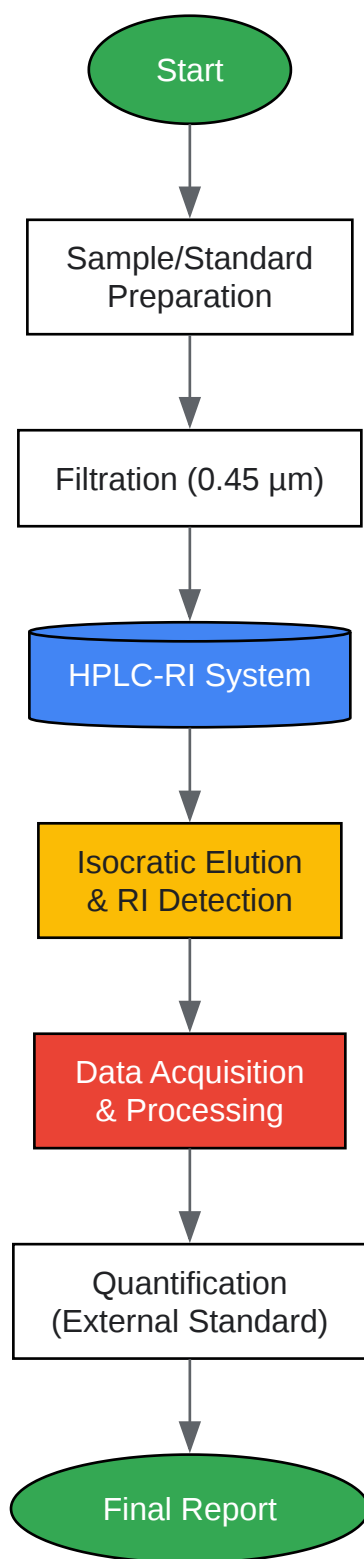 Start
Sample/Standard
Preparation
Filtration (0.45 µm)
HPLC-RI System
Isocratic Elution
& RI Detection
Data Acquisition
& Processing
Quantification
(External Standard)
Final Report